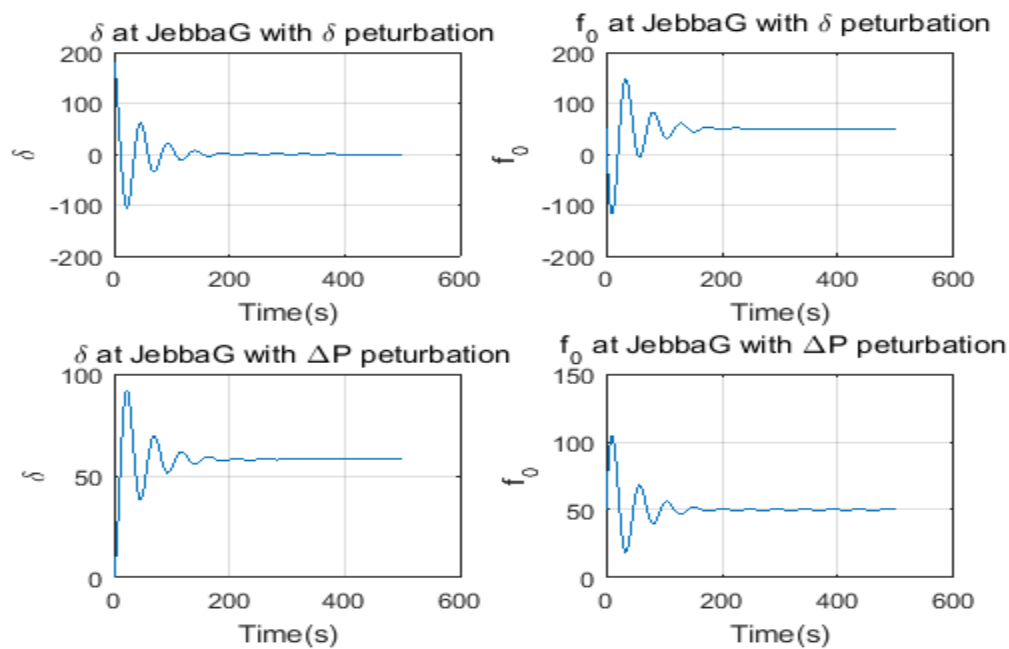 δ at JebbaG with δ peturbation
200
100
0
-100
-200
δ
0 200 400 600
Time(s)
f₀ at JebbaG with δ peturbation
200
100
0
-100
-200
f₀
0 200 400 600
Time(s)
δ at JebbaG with ΔP peturbation
100
50
0
δ
0 200 400 600
Time(s)
f₀ at JebbaG with ΔP peturbation
150
100
50
0
f₀
0 200 400 600
Time(s)